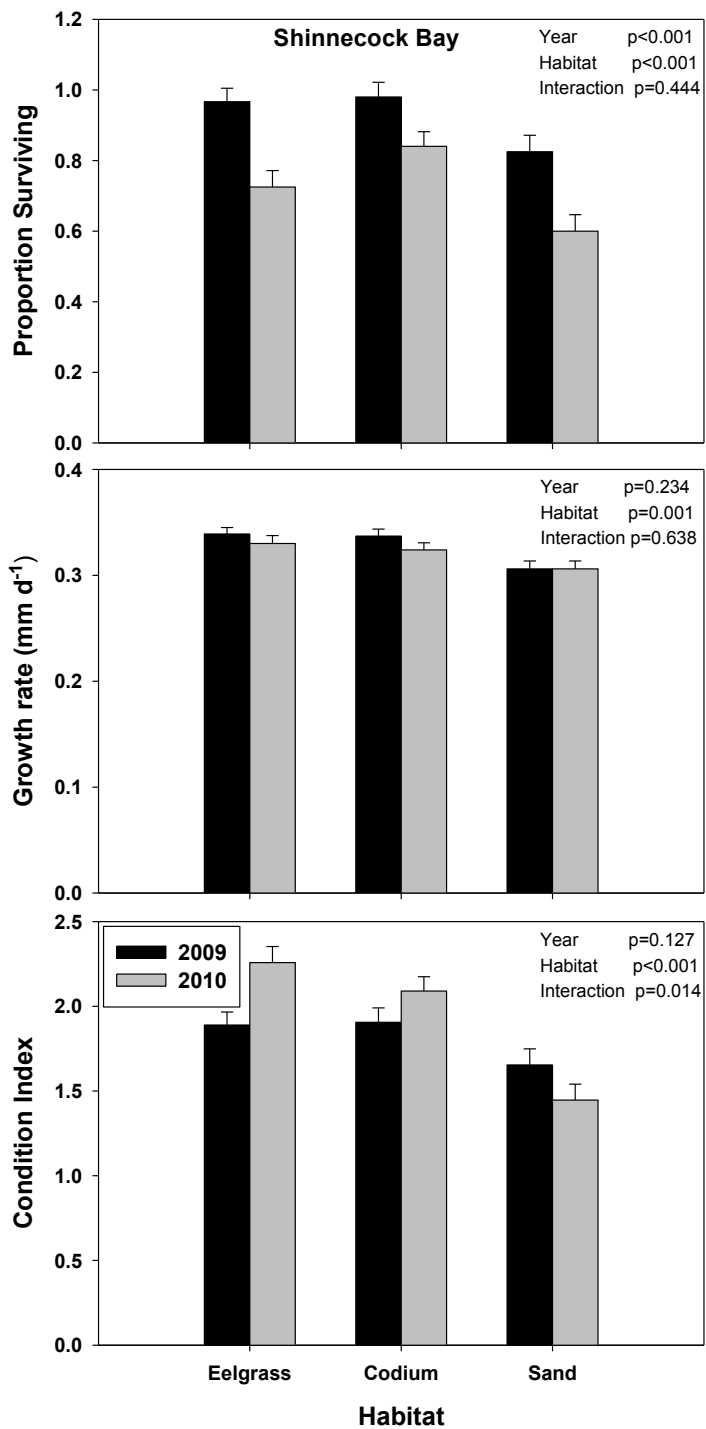 Shinnecock Bay
Year p<0.001
Habitat p<0.001
Interaction p=0.444
Proportion Surviving
1.2
1.0
0.8
0.6
0.4
0.2
0.0
Year p=0.234
Habitat p=0.001
Interaction p=0.638
Growth rate (mm d-1)
0.4
0.3
0.2
0.1
0.0
2009
2010
Year p=0.127
Habitat p<0.001
Interaction p=0.014
Condition Index
2.5
2.0
1.5
1.0
0.5
0.0
Eelgrass Codium Sand
Habitat